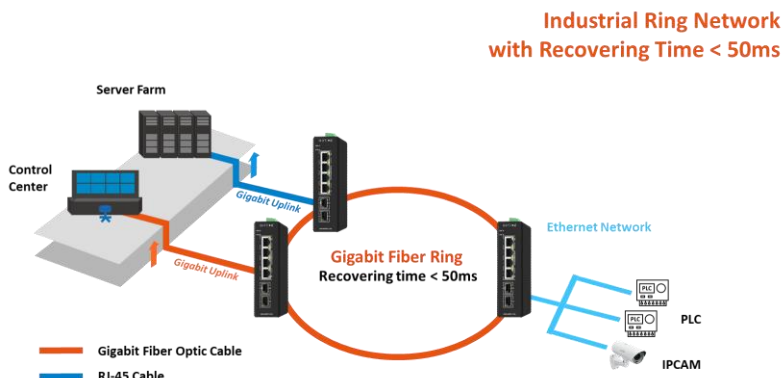 Industrial Ring Network
with Recovering Time < 50ms
Server Farm
Control
Center
Gigabit Uplink
Gigabit Uplink
Ethernet Network
Gigabit Fiber Ring
Recovering time < 50ms
PLC
PLC
PLC
IPCAM
Gigabit Fiber Optic Cable
RJ-45 Cable